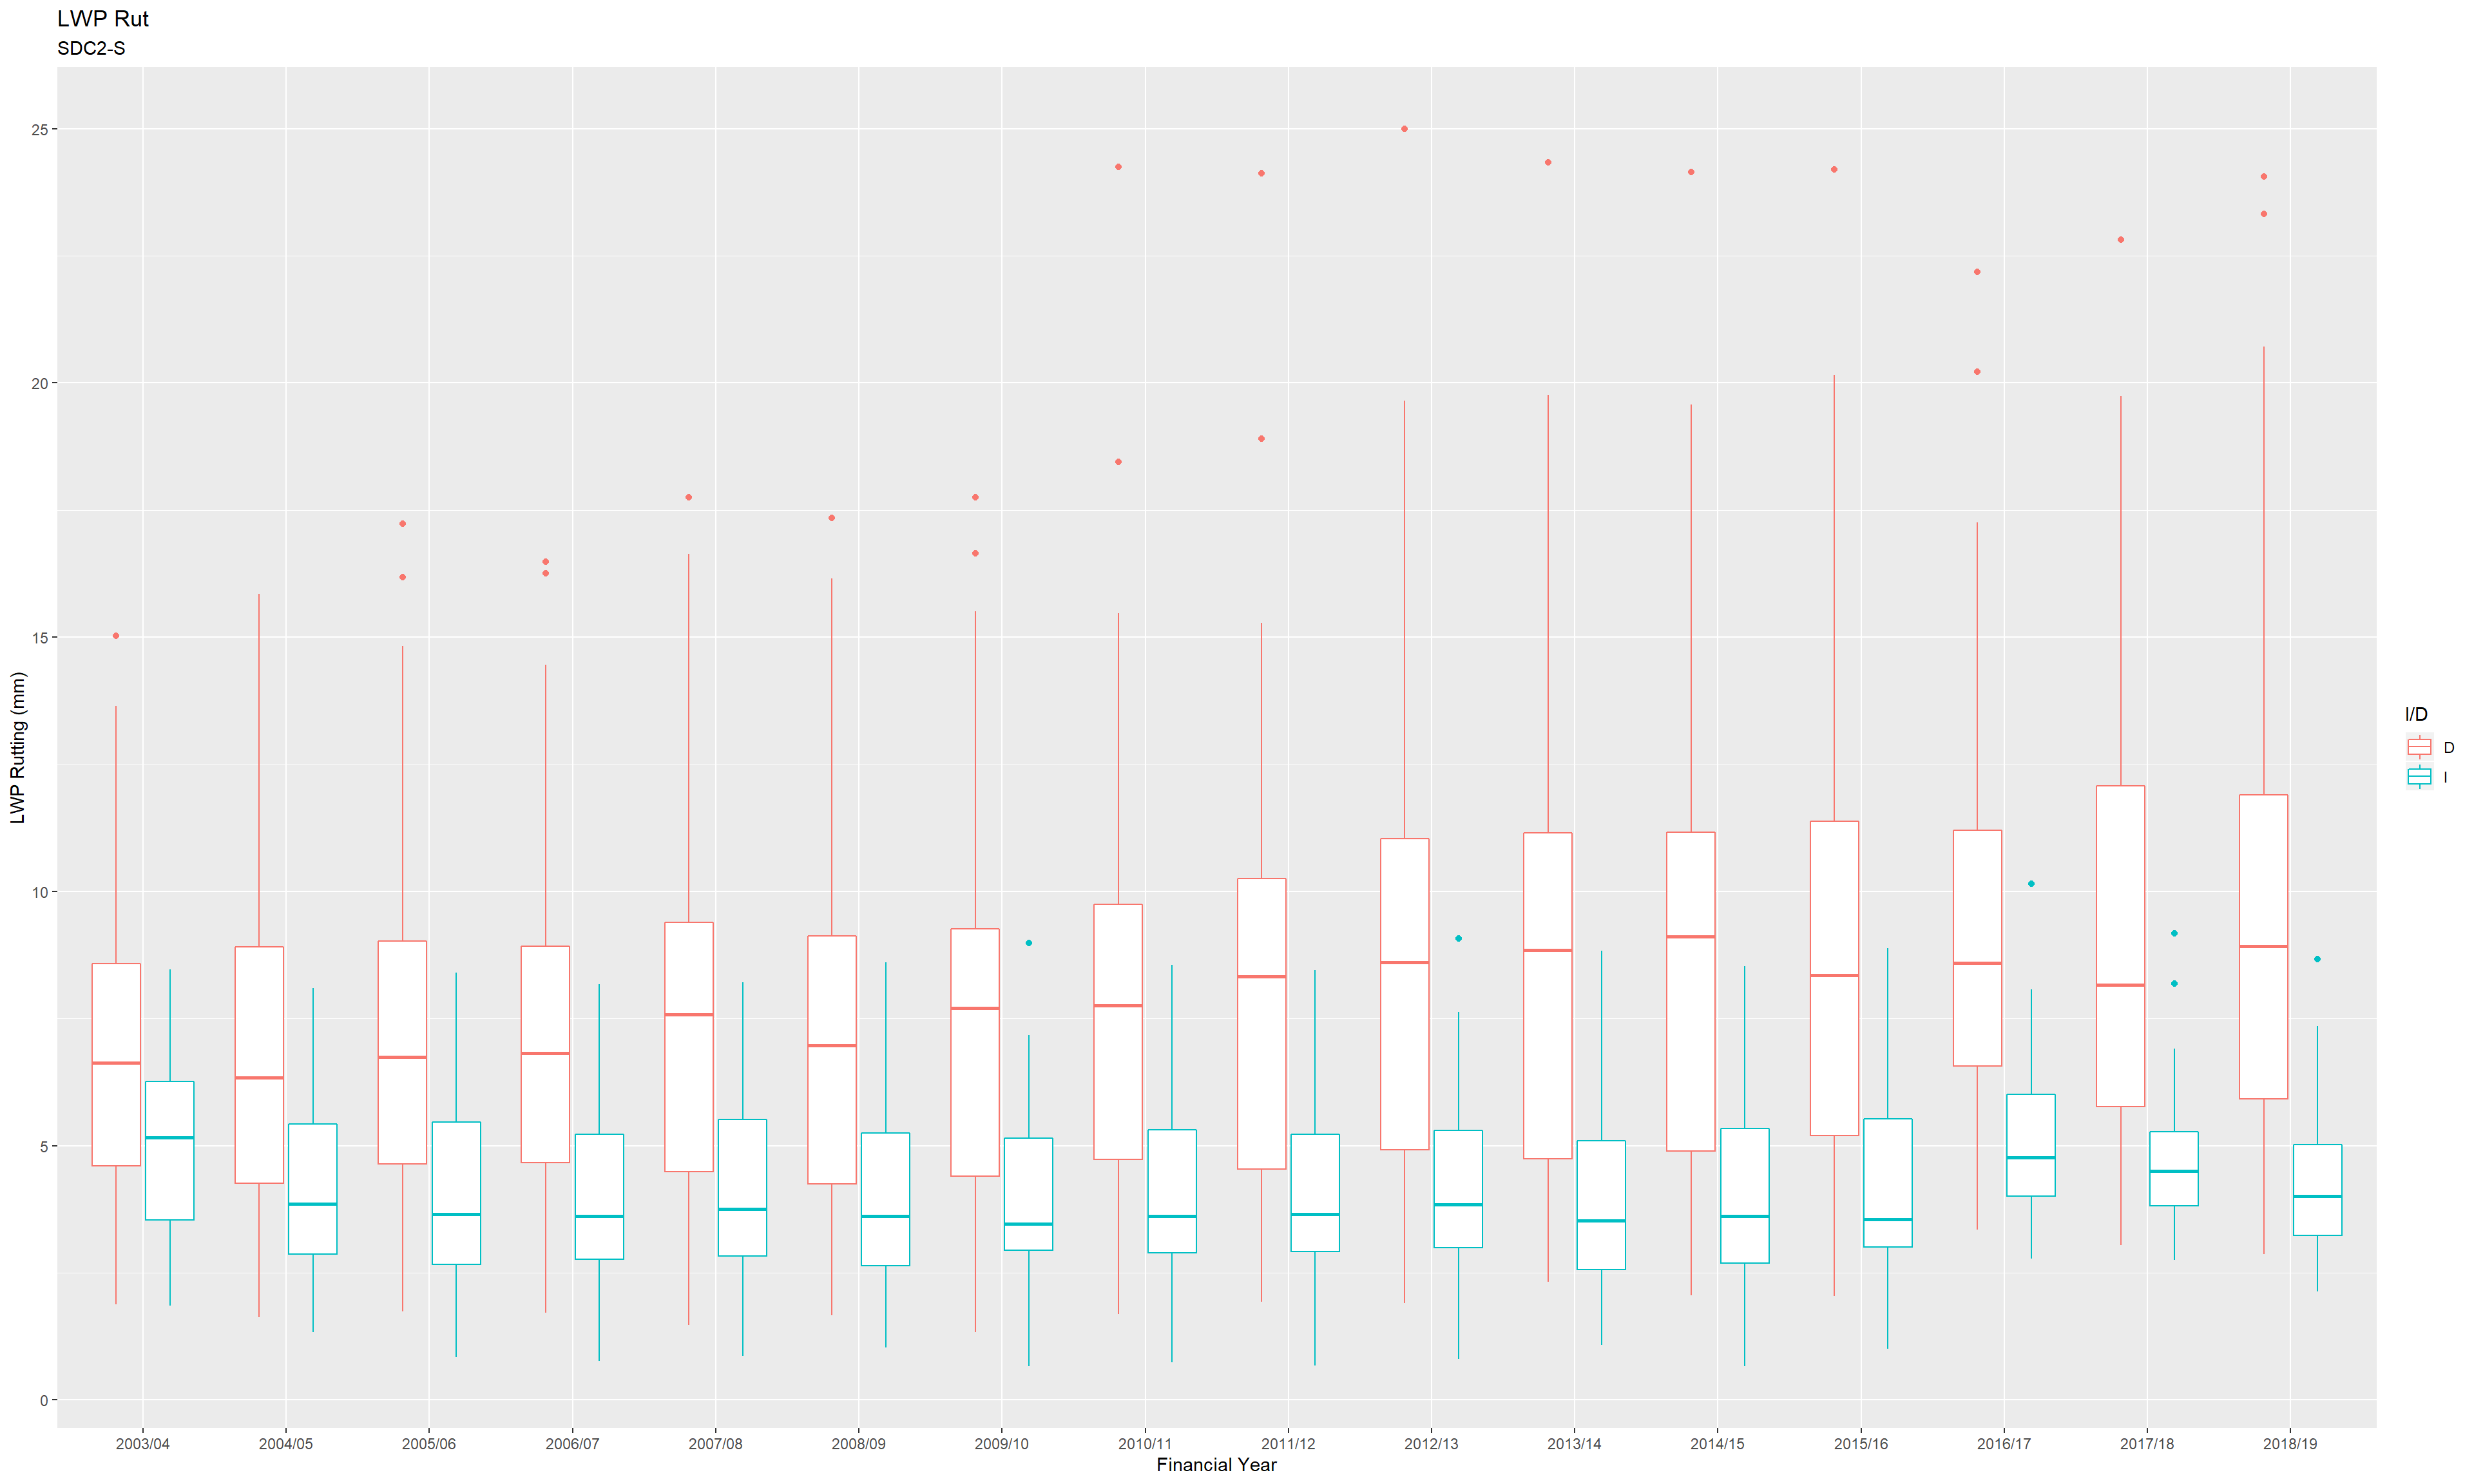 LWP Rut
SDC2-S
LWP Rutting (mm)
25
20
15
10
5
0
2003/04 2004/05 2005/06 2006/07 2007/08 2008/09 2009/10 2010/11 2011/12 2012/13 2013/14 2014/15 2015/16 2016/17 2017/18 2018/19
Financial Year
I/D
D
I